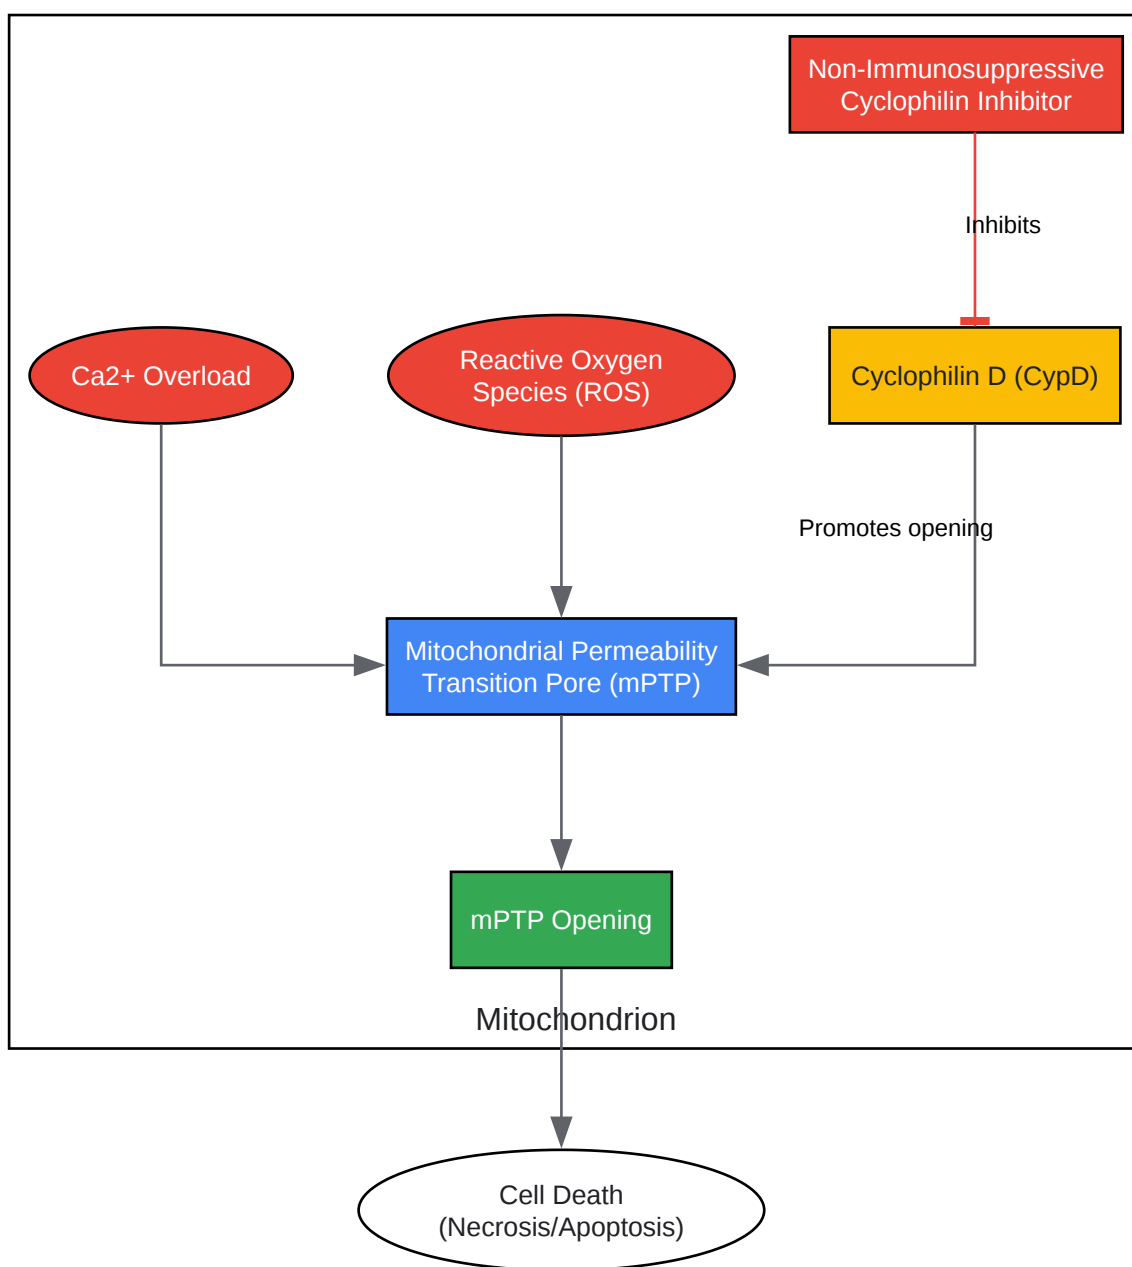 Non-Immunosuppressive
Cyclophilin Inhibitor
Inhibits
Ca2+ Overload
Reactive Oxygen
Species (ROS)
Cyclophilin D (CypD)
Promotes opening
Mitochondrial Permeability
Transition Pore (mPTP)
mPTP Opening
Mitochondrion
Cell Death
(Necrosis/Apoptosis)